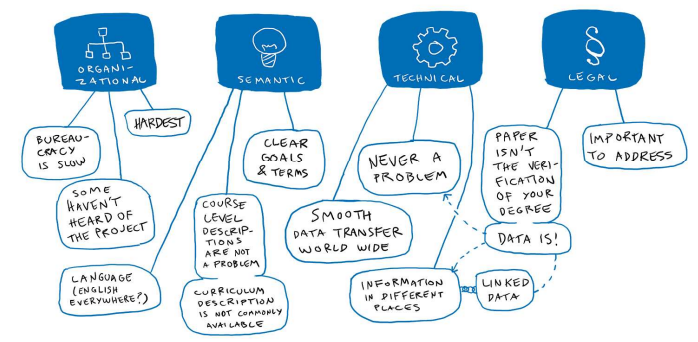 ORGANI-
ZATIONAL
BUREAU-
CRACY
IS SLOW
SOME
HAVEN'T
HEARD OF
THE PROJECT
HARDEST
SEMANTIC
LANGUAGE
(ENGLISH
EVERYWHERE?)
COURSE
LEVEL
DESCRIP-
TIONS
ARE NOT
A PROBLEM
CURRICULUM
DESCRIPTION
IS NOT COMMONLY
AVAILABLE
CLEAR
GOALS
& TERMS
TECHNICAL
SMOOTH
DATA TRANSFER
WORLD WIDE
NEVER A
PROBLEM
INFORMATION
IN DIFFERENT
PLACES
LINKED
DATA
§
LEGAL
PAPER
ISN'T
THE VERI-
FICATION
OF YOUR
DEGREE
DATA IS!
IMPORTANT
TO ADDRESS